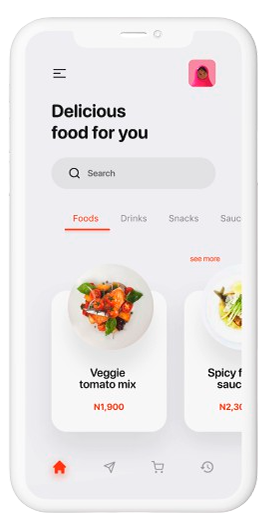 Delicious
food for you
Search
Foods Drinks Snacks Sauc
see more
Veggie
tomato mix
N1,900
Spicy f
sauc
N2,30